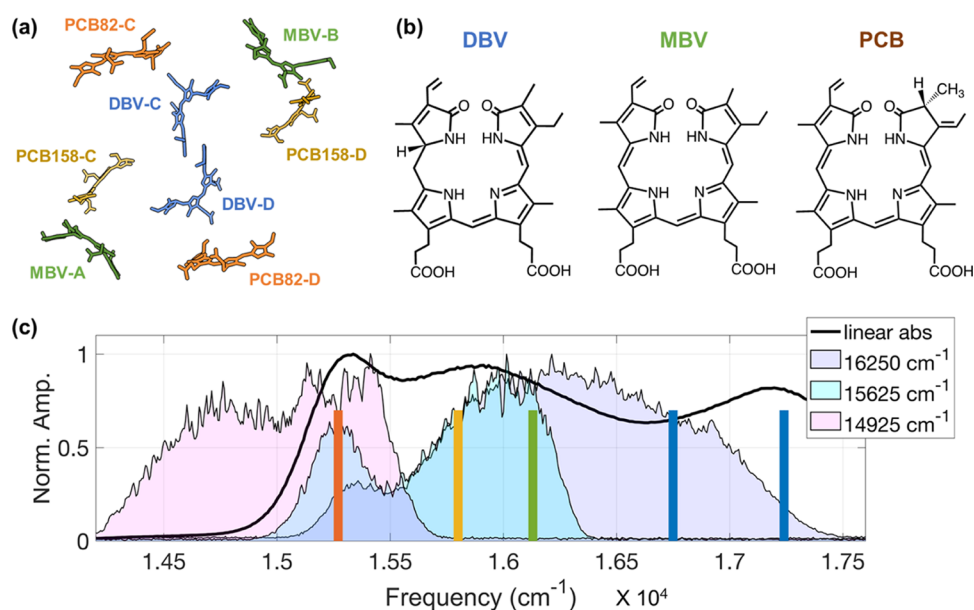 (a)
PCB82-C
MBV-B
DBV-C
PCB158-D
PCB158-C
DBV-D
MBV-A
PCB82-D
(b)
DBV
MBV
PCB
O O
NH HN
H
NH N
COOH COOH
O O
NH HN
NH N
COOH COOH
H
CH₃
O O
NH HN
NH N
COOH COOH
(c)
linear abs
16250 cm⁻¹
15625 cm⁻¹
14925 cm⁻¹
Norm. Amp.
1
0.5
0
1.45 1.5 1.55 1.6 1.65 1.7 1.75
Frequency (cm⁻¹) X 10⁴